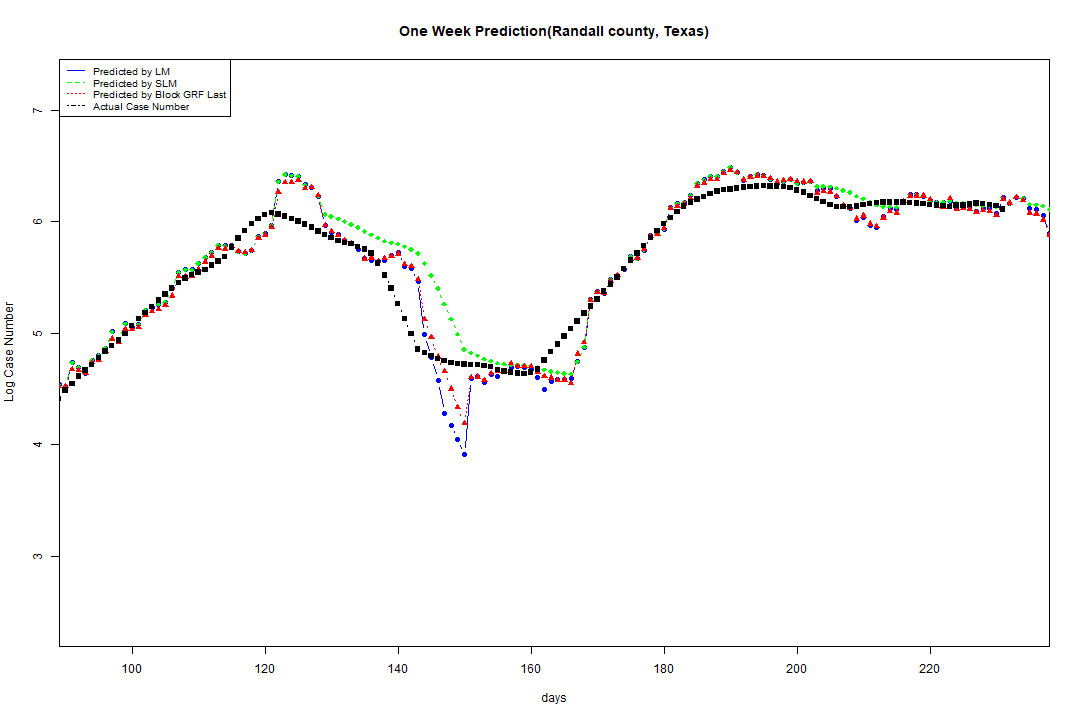 One Week Prediction(Randall county, Texas)
Predicted by LM
Predicted by SLM
Predicted by Block GRF Last
Actual Case Number
7
6
5
4
3
Log Case Number
100 120 140 160 180 200 220
days